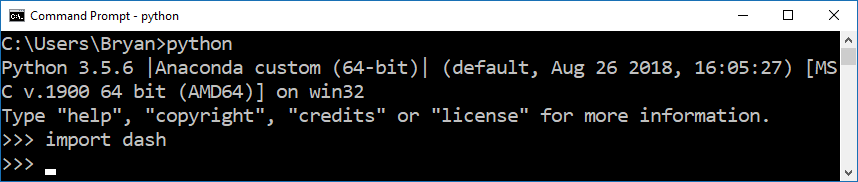 Command Prompt - python
C:\Users\Bryan>python
Python 3.5.6 |Anaconda custom (64-bit)| (default, Aug 26 2018, 16:05:27) [MS
C v.1900 64 bit (AMD64)] on win32
Type "help", "copyright", "credits" or "license" for more information.
>>> import dash
>>>